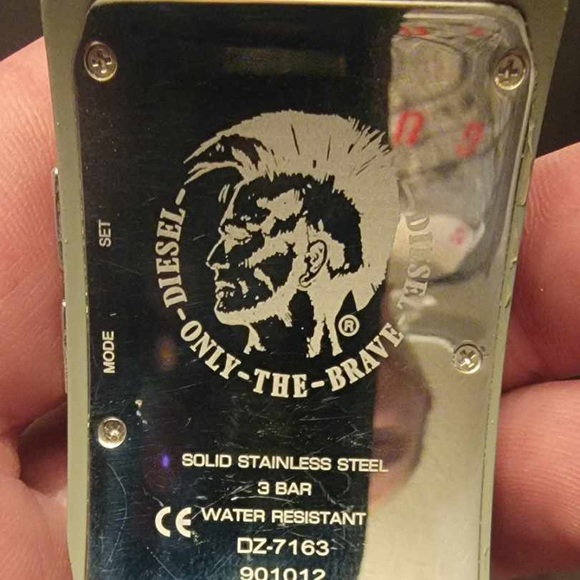 SET
MODE
DIESEL-ONLY-THE-BRAVE-DIESEL
®
SOLID STAINLESS STEEL
3 BAR
CE WATER RESISTANT
DZ-7163
901012